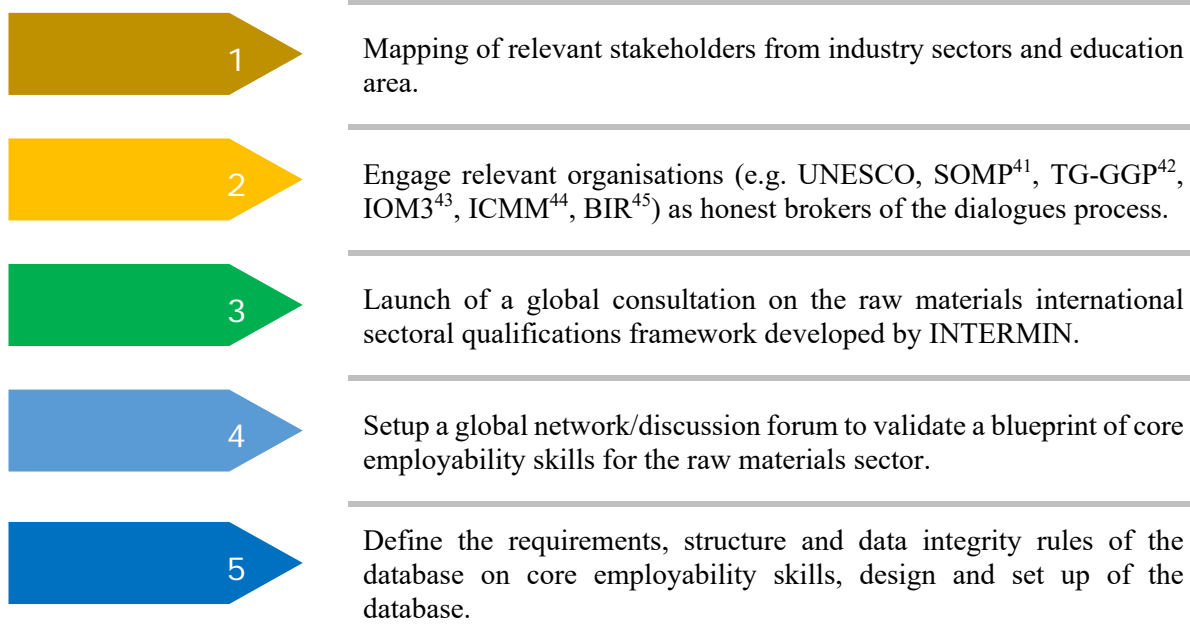 1
Mapping of relevant stakeholders from industry sectors and education
area.
2
Engage relevant organisations (e.g. UNESCO, SOMP41, TG-GGP42,
IOM343, ICMM44, BIR45) as honest brokers of the dialogues process.
3
Launch of a global consultation on the raw materials international
sectoral qualifications framework developed by INTERMIN.
4
Setup a global network/discussion forum to validate a blueprint of core
employability skills for the raw materials sector.
5
Define the requirements, structure and data integrity rules of the
database on core employability skills, design and set up of the
database.